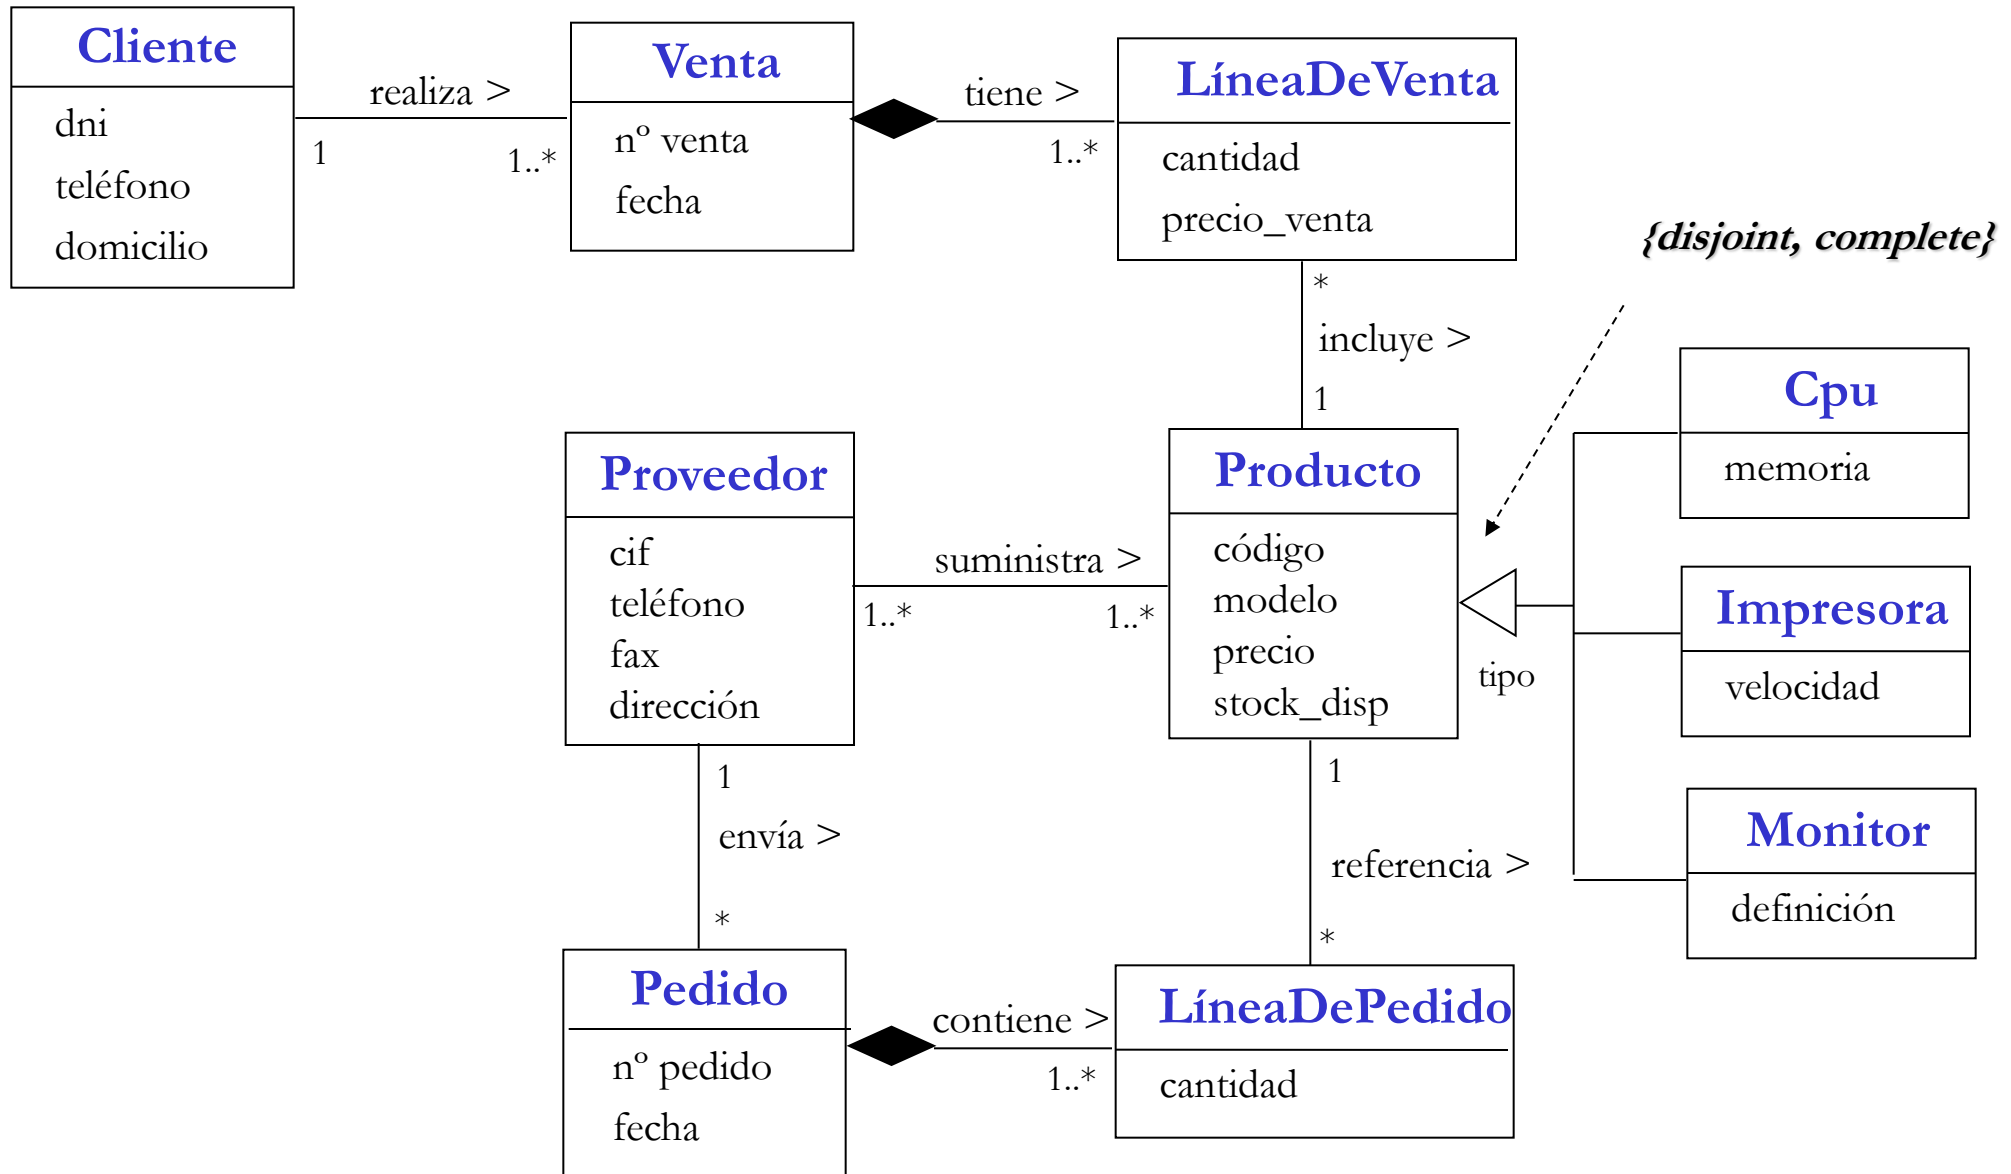 Cliente
dni
teléfono
domicilio
realiza >
1
1..*
Venta
nº venta
fecha
tiene >
1..*
LíneaDeVenta
cantidad
precio_venta
{disjoint, complete}
*
incluye >
1
Proveedor
cif
teléfono
fax
dirección
suministra >
1..*
1..*
Producto
código
modelo
precio
stock_disp
tipo
Cpu
memoria
Impresora
velocidad
Monitor
definición
1
envía >
*
1
referencia >
*
Pedido
nº pedido
fecha
contiene >
1..*
LíneaDePedido
cantidad